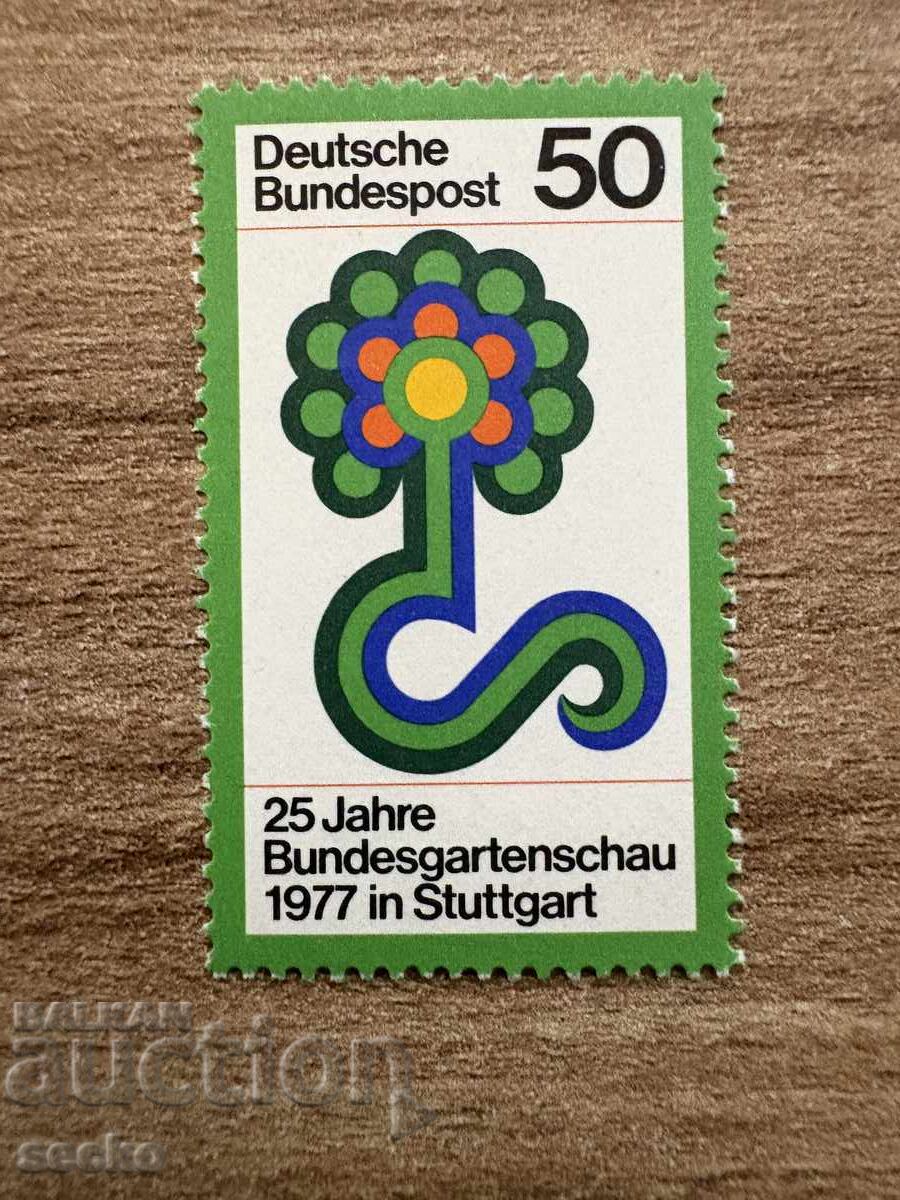 Deutsche
Bundespost 50
25 Jahre
Bundesgartenschau
1977 in Stuttgart
BALKAN
auction
secko